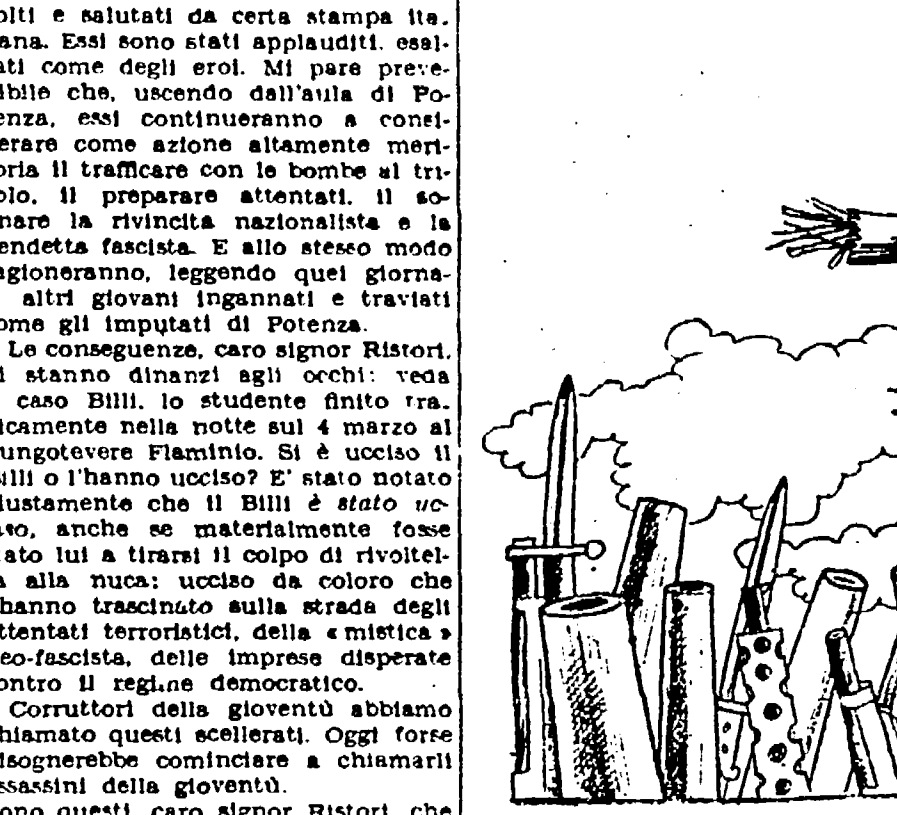 olti e salutati da certa stampa ita-
ana. Essi sono stati applauditi, esal-
ati come degli eroi. Mi pare preve-
ibile che, uscendo dall'aula di Po-
enza, essi continueranno a consi-
erare come azione altamente meri-
oria il trafficare con le bombe al tri-
olo, il preparare attentati, il so-
nare la rivincita nazionalista e la
endetta fascista. E allo stesso modo
agioneranno, leggendo quei giorna-
altri giovani ingannati e traviati
ome gli imputati di Potenza.
Le conseguenze, caro signor Ristori,
i stanno dinanzi agli occhi: veda
caso Billi, lo studente finito tra-
icamente nella notte sul 4 marzo al
ungotevere Flaminio. Si è ucciso il
illi o l'hanno ucciso? E' stato notato
iustamente che il Billi è stato uc-
iso, anche se materialmente fosse
tato lui a tirarsi il colpo di rivoltel-
a alla nuca: ucciso da coloro che
hanno trascinato sulla strada degli
ttentati terroristici, della « mistica »
eo-fascista, delle imprese disperate
ontro il regime democratico.
Corruttori della gioventù abbiamo
hiamato questi scellerati. Oggi forse
isognerebbe cominciare a chiamarli
ssassini della gioventù.
ono questi, caro signor Ristori, che